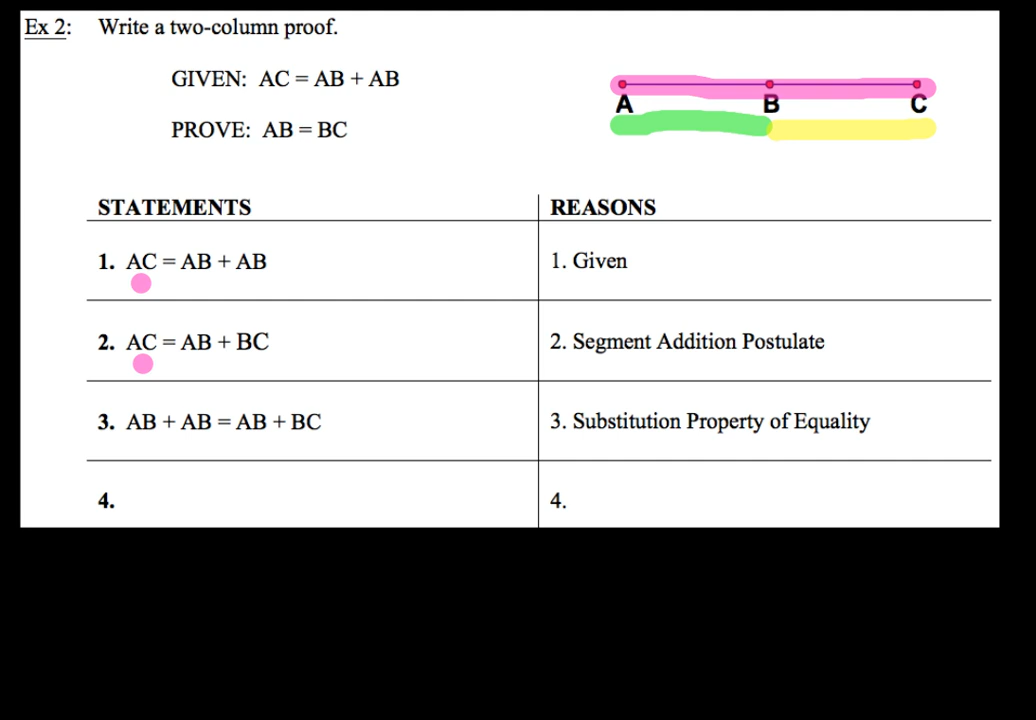 Ex 2: Write a two-column proof.
GIVEN: AC = AB + AB
PROVE: AB = BC
A B C
STATEMENTS REASONS
1. AC = AB + AB 1. Given
2. AC = AB + BC 2. Segment Addition Postulate
3. AB + AB = AB + BC 3. Substitution Property of Equality
4. 4.